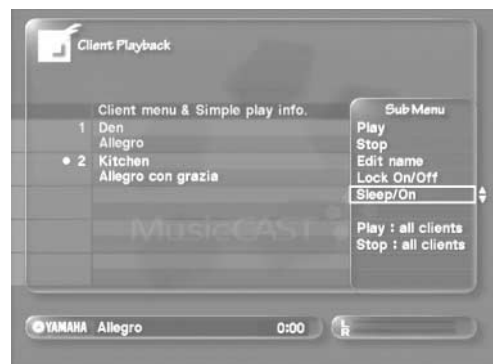 Client Playback
Client menu & Simple play info.
1 Den
Allegro
2 Kitchen
Allegro con grazia
MusicCAST
Sub Menu
Play
Stop
Edit name
Lock On/Off
Sleep/On
Play : all clients
Stop : all clients
YAMAHA Allegro 0:00
L
R